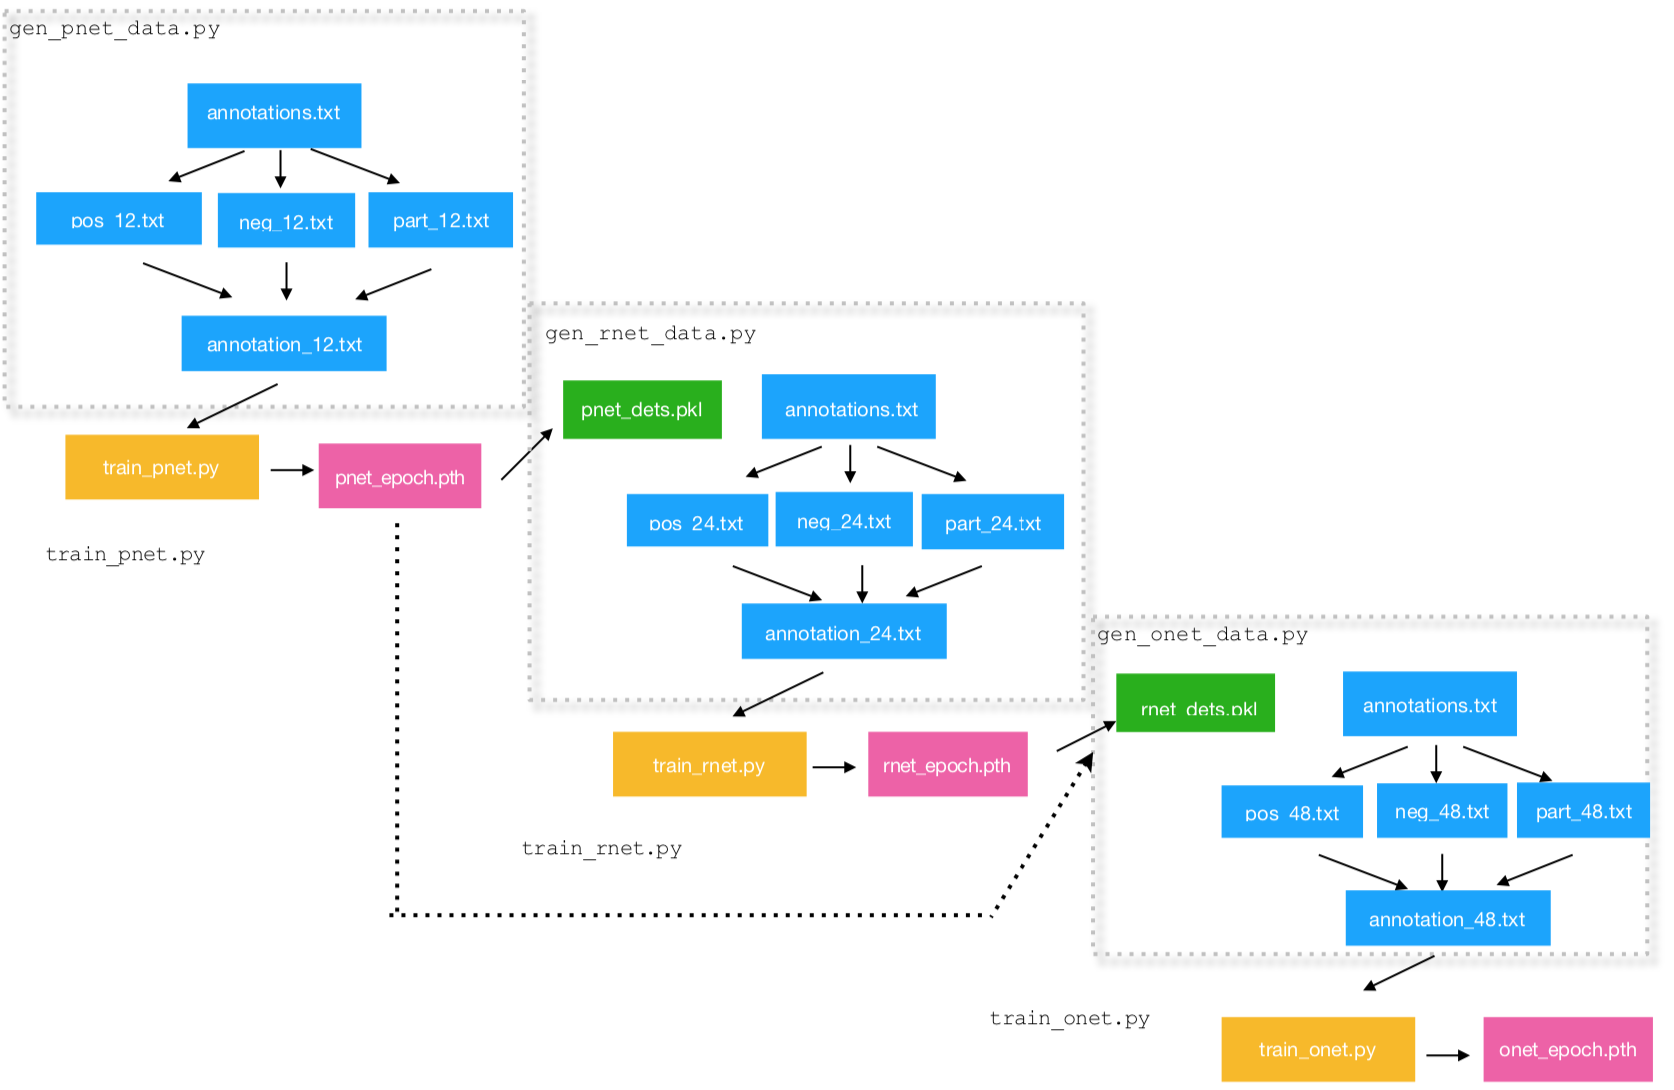 gen_pnet_data.py
annotations.txt
pos_12.txt
neg_12.txt
part_12.txt
annotation_12.txt
train_pnet.py
pnet_epoch.pth
train_pnet.py
gen_rnet_data.py
pnet_dets.pkl
annotations.txt
pos_24.txt
neg_24.txt
part_24.txt
annotation_24.txt
train_rnet.py
rnet_epoch.pth
train_rnet.py
gen_onet_data.py
rnet_dets.pkl
annotations.txt
pos_48.txt
neg_48.txt
part_48.txt
annotation_48.txt
train_onet.py
train_onet.py
onet_epoch.pth